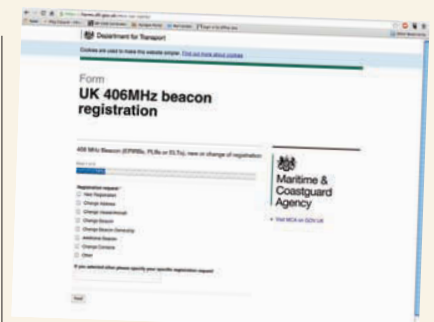 Department for Transport
Cookies are used to make this website simpler. Find out more about cookies
Form
UK 406MHz beacon
registration
406 MHz Beacon (EPIRBs, PLBs or ELTs), new or change of registration
Maritime &
Coastguard
Agency
Visit MCA on GOV.UK
Registration request
New Registration
Change Address
Change Vessel/Aircraft
Change Beacon
Change Beacon Ownership
Additional Beacon
Change Contacts
Other
If you selected other please specify your specific registration request
Next